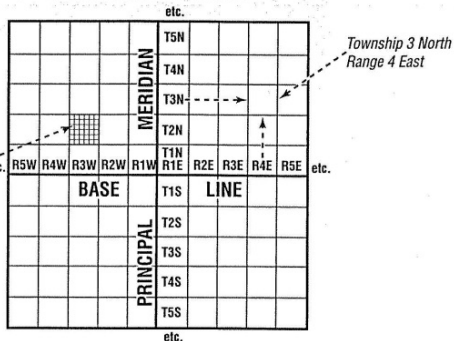 etc.
T5N
Township 3 North
Range 4 East
T4N
MERIDIAN
T3N
T2N
T1N
c. R5W R4W R3W R2W R1W R1E R2E R3E R4E R5E etc.
BASE LINE
T1S
T2S
PRINCIPAL
T3S
T4S
T5S
etc.